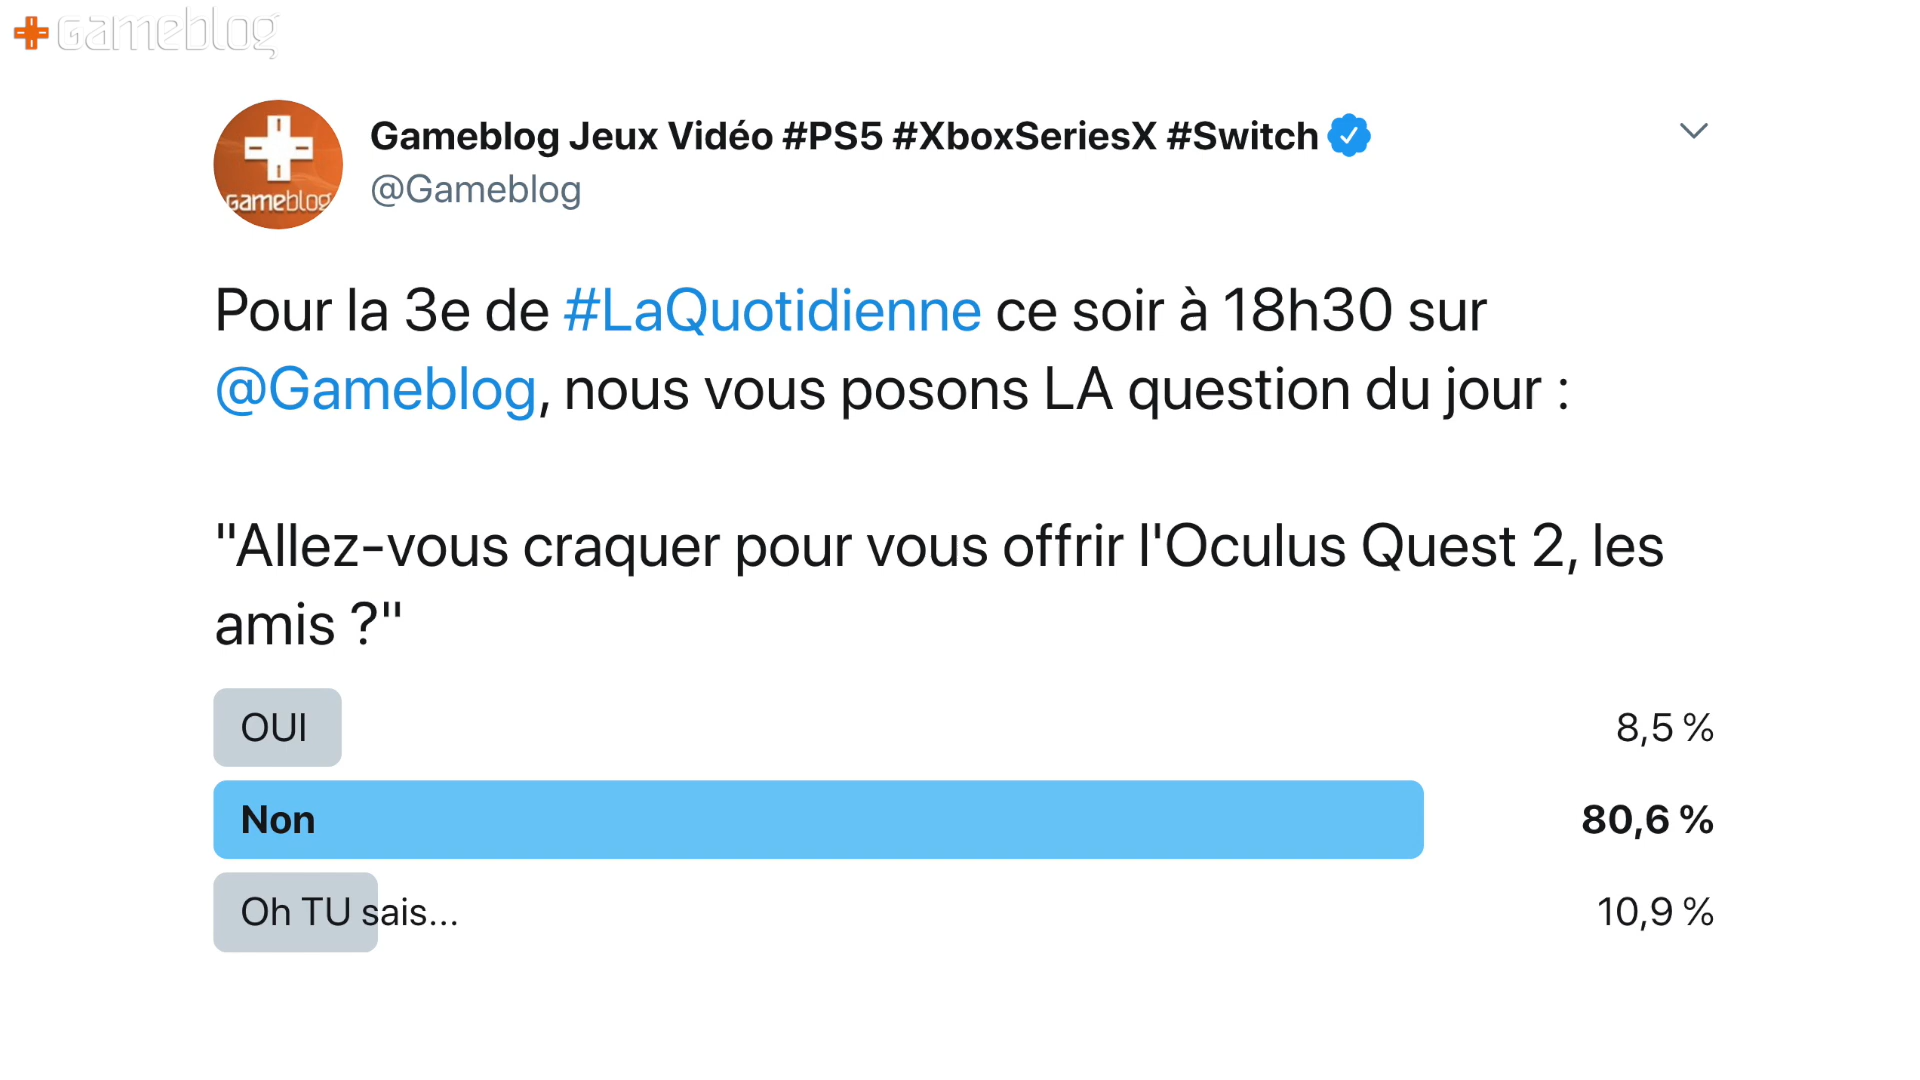 gameblog
gameblog
Gameblog Jeux Vidéo #PS5 #XboxSeriesX #Switch
@Gameblog
Pour la 3e de #LaQuotidienne ce soir à 18h30 sur
@Gameblog, nous vous posons LA question du jour :
"Allez-vous craquer pour vous offrir l'Oculus Quest 2, les
amis ?"
OUI 8,5 %
Non 80,6 %
Oh TU sais... 10,9 %